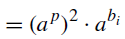 = (a^p)^2 · a^{b_i}